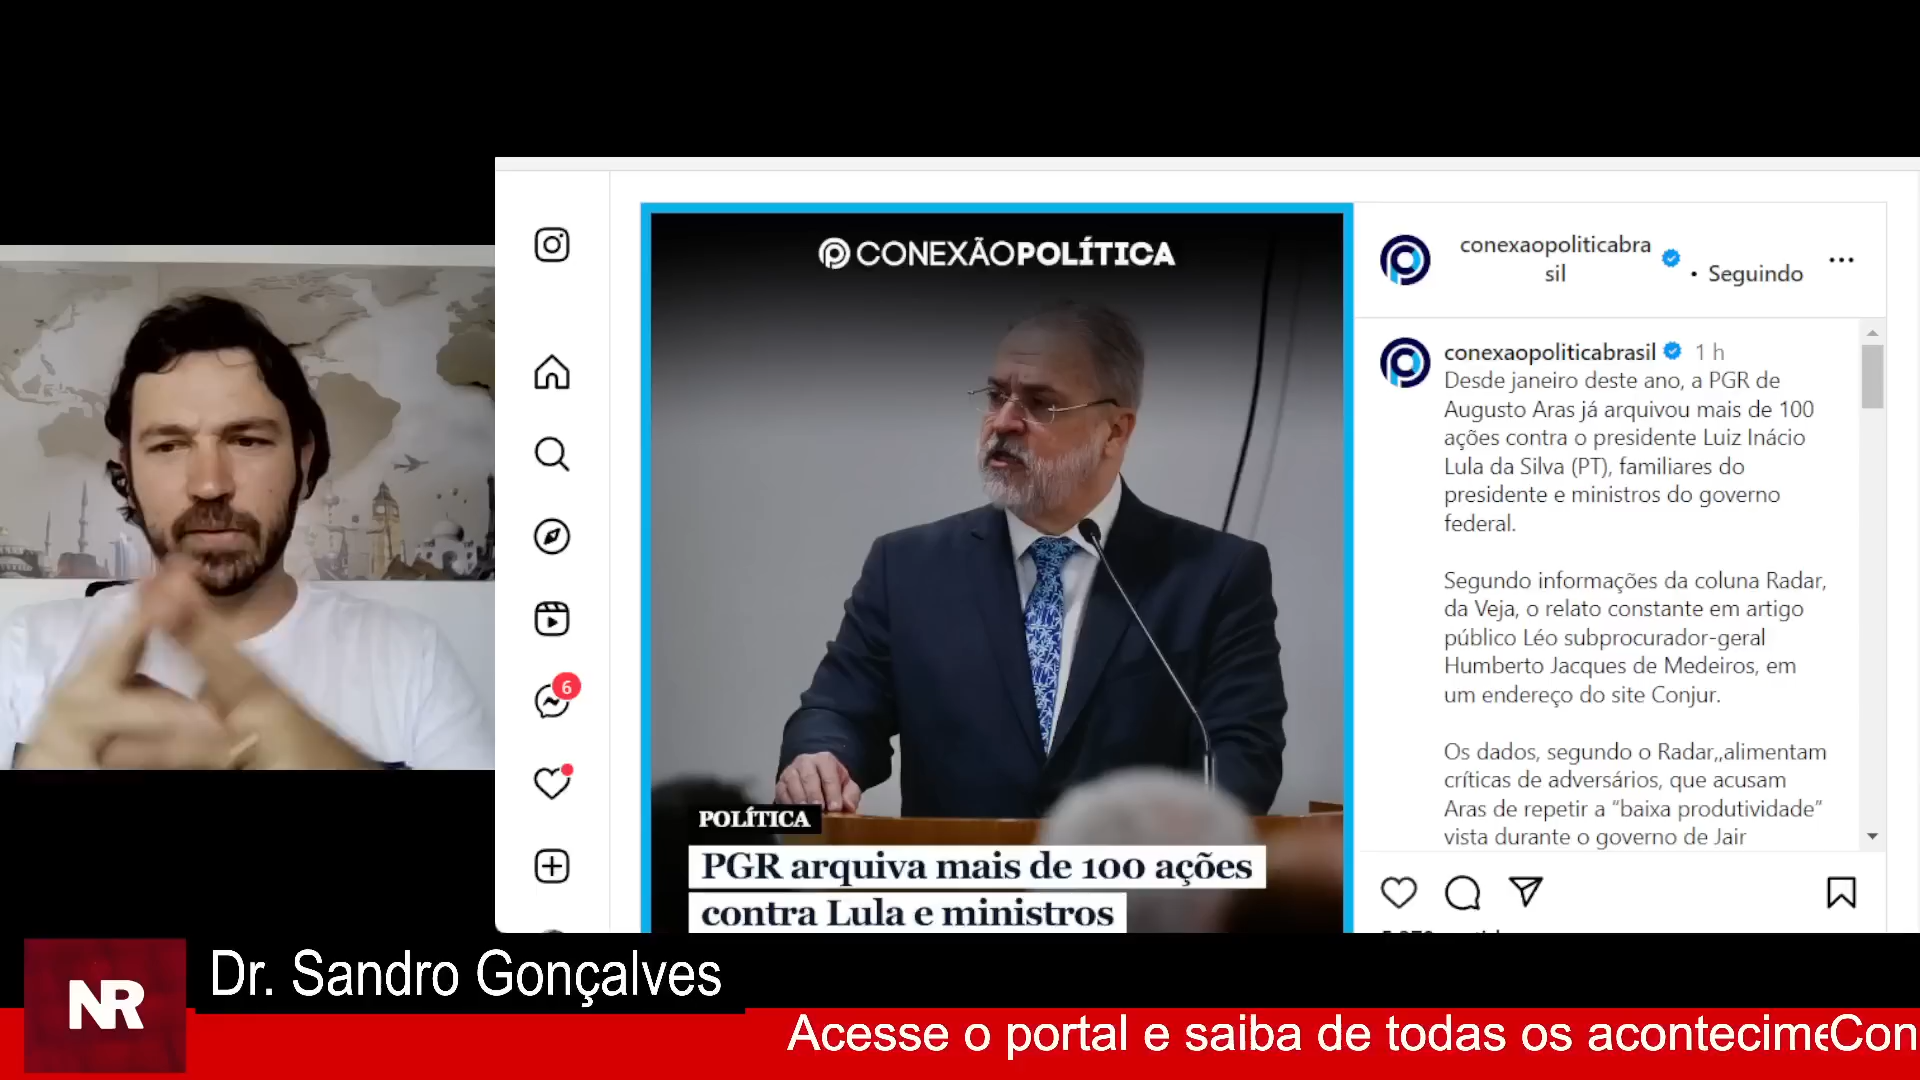 CONEXÃOPOLÍTICA
POLÍTICA
PGR arquiva mais de 100 ações
contra Lula e ministros
conexaopoliticabra
sil
• Seguindo
conexaopoliticabrasil 1 h
Desde janeiro deste ano, a PGR de
Augusto Aras já arquivou mais de 100
ações contra o presidente Luiz Inácio
Lula da Silva (PT), familiares do
presidente e ministros do governo
federal.
Segundo informações da coluna Radar,
da Veja, o relato constante em artigo
público Léo subprocurador-geral
Humberto Jacques de Medeiros, em
um endereço do site Conjur.
Os dados, segundo o Radar,,alimentam
críticas de adversários, que acusam
Aras de repetir a “baixa produtividade”
vista durante o governo de Jair
6
NR
Dr. Sandro Gonçalves
Acesse o portal e saiba de todas os acontecime
Con